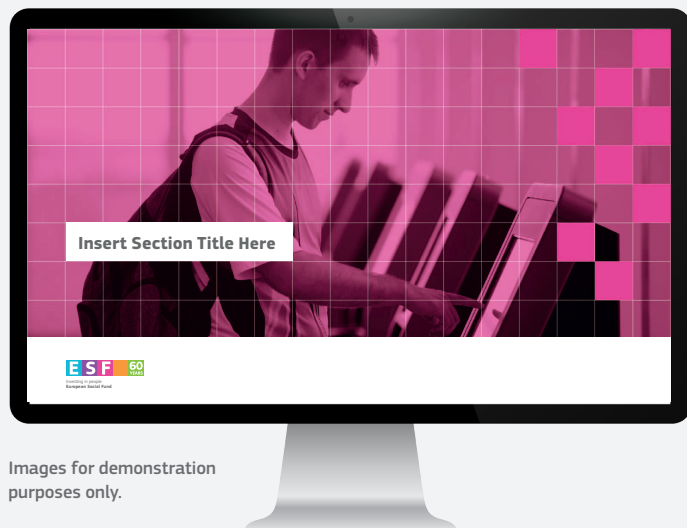 Insert Section Title Here
ESF 60
YEARS
Investing in people
European Social Fund
Images for demonstration
purposes only.